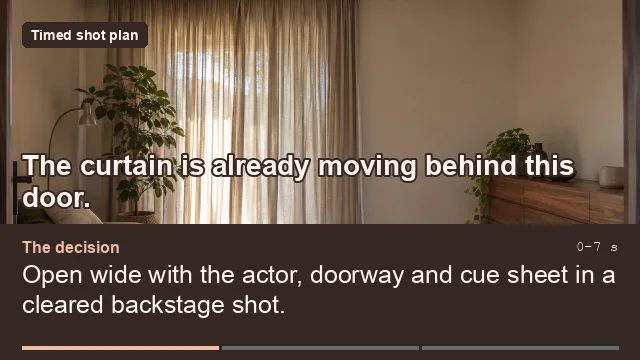 Timed shot plan
The curtain is already moving behind this
door.
The decision
0–7 s
Open wide with the actor, doorway and cue sheet in a
cleared backstage shot.